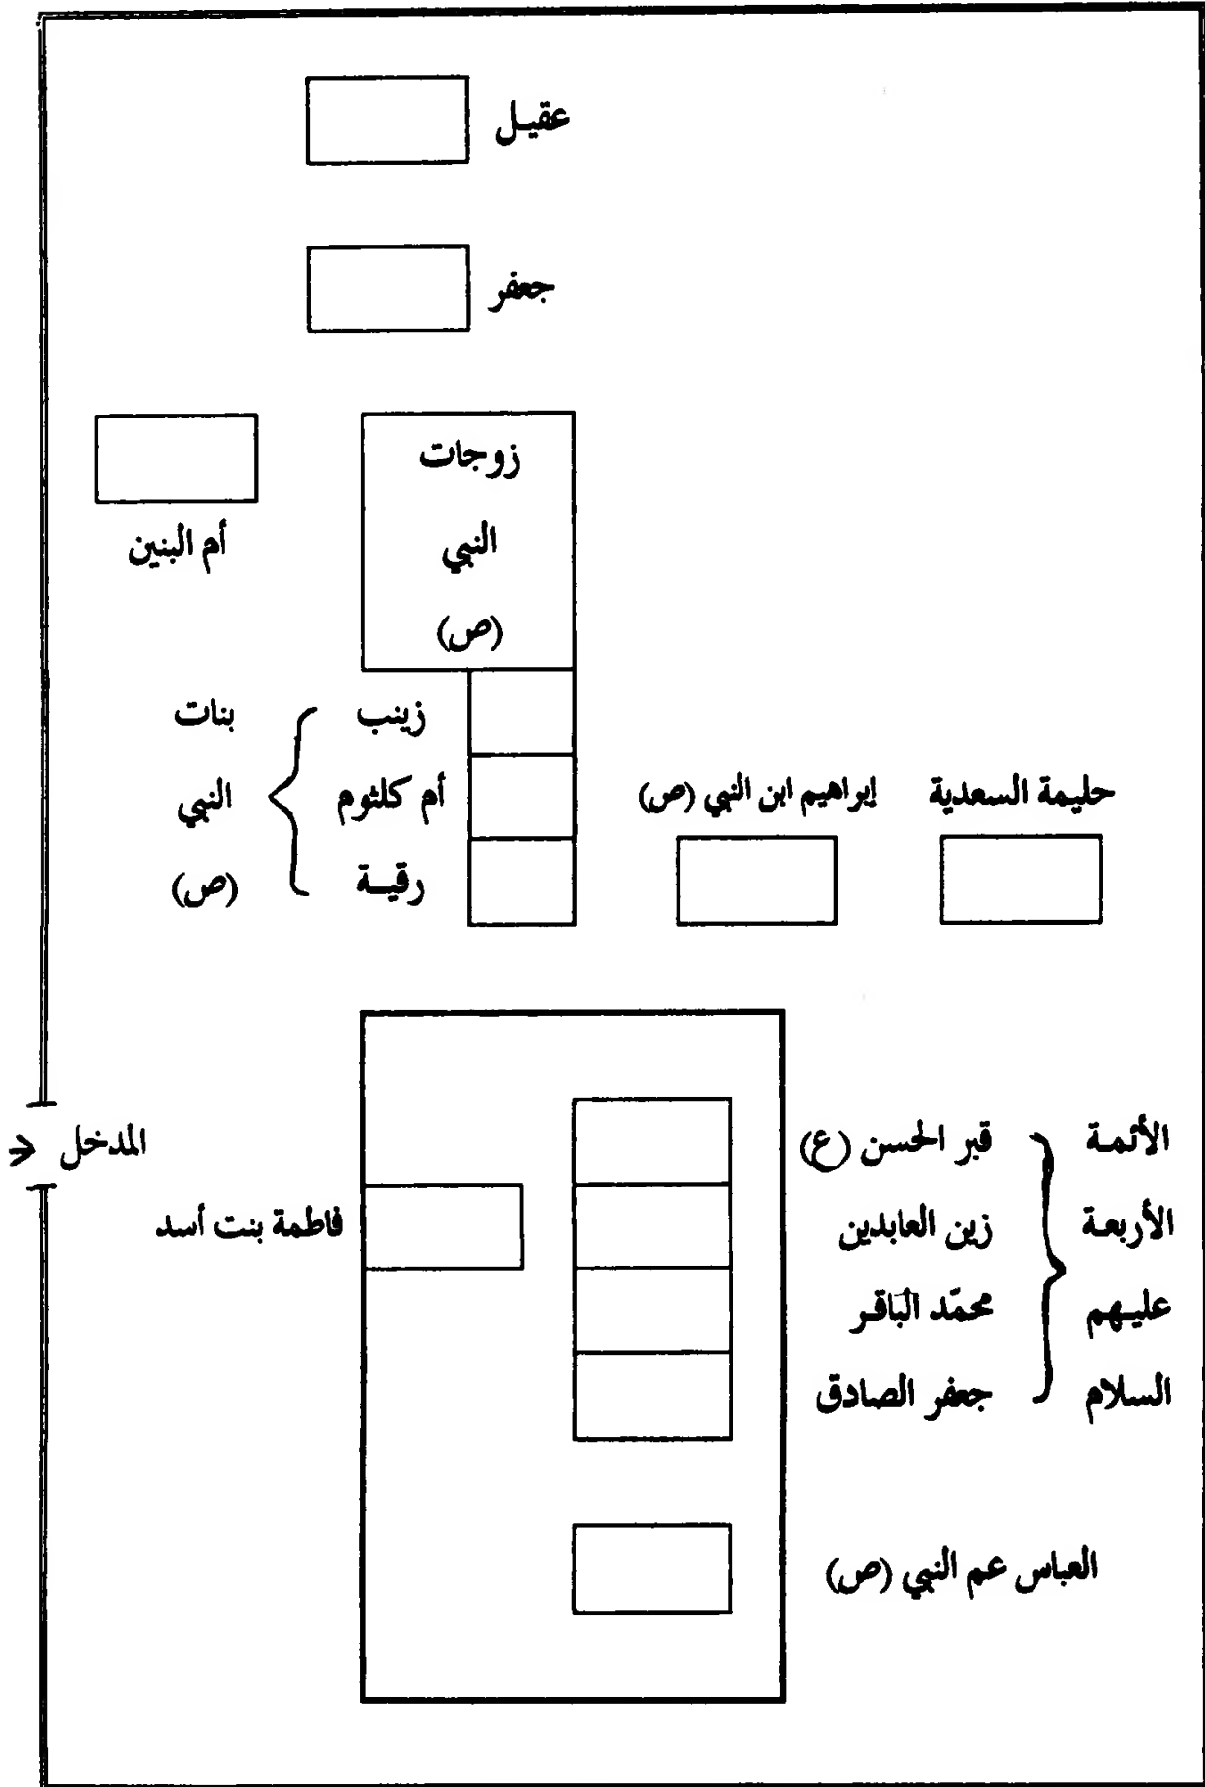 عقيل
جعفر
أم البنين
زوجات
النبي
(ص)
زينب
أم كلثوم
رقية
بنات
النبي
(ص)
حليمة السعدية
إبراهيم ابن النبي (ص)
الأئمة
الأربعة
عليهم
السلام
قبر الحسن (ع)
زين العابدين
محمّد الباقر
جعفر الصادق
المدخل
فاطمة بنت أسد
العباس عم النبي (ص)